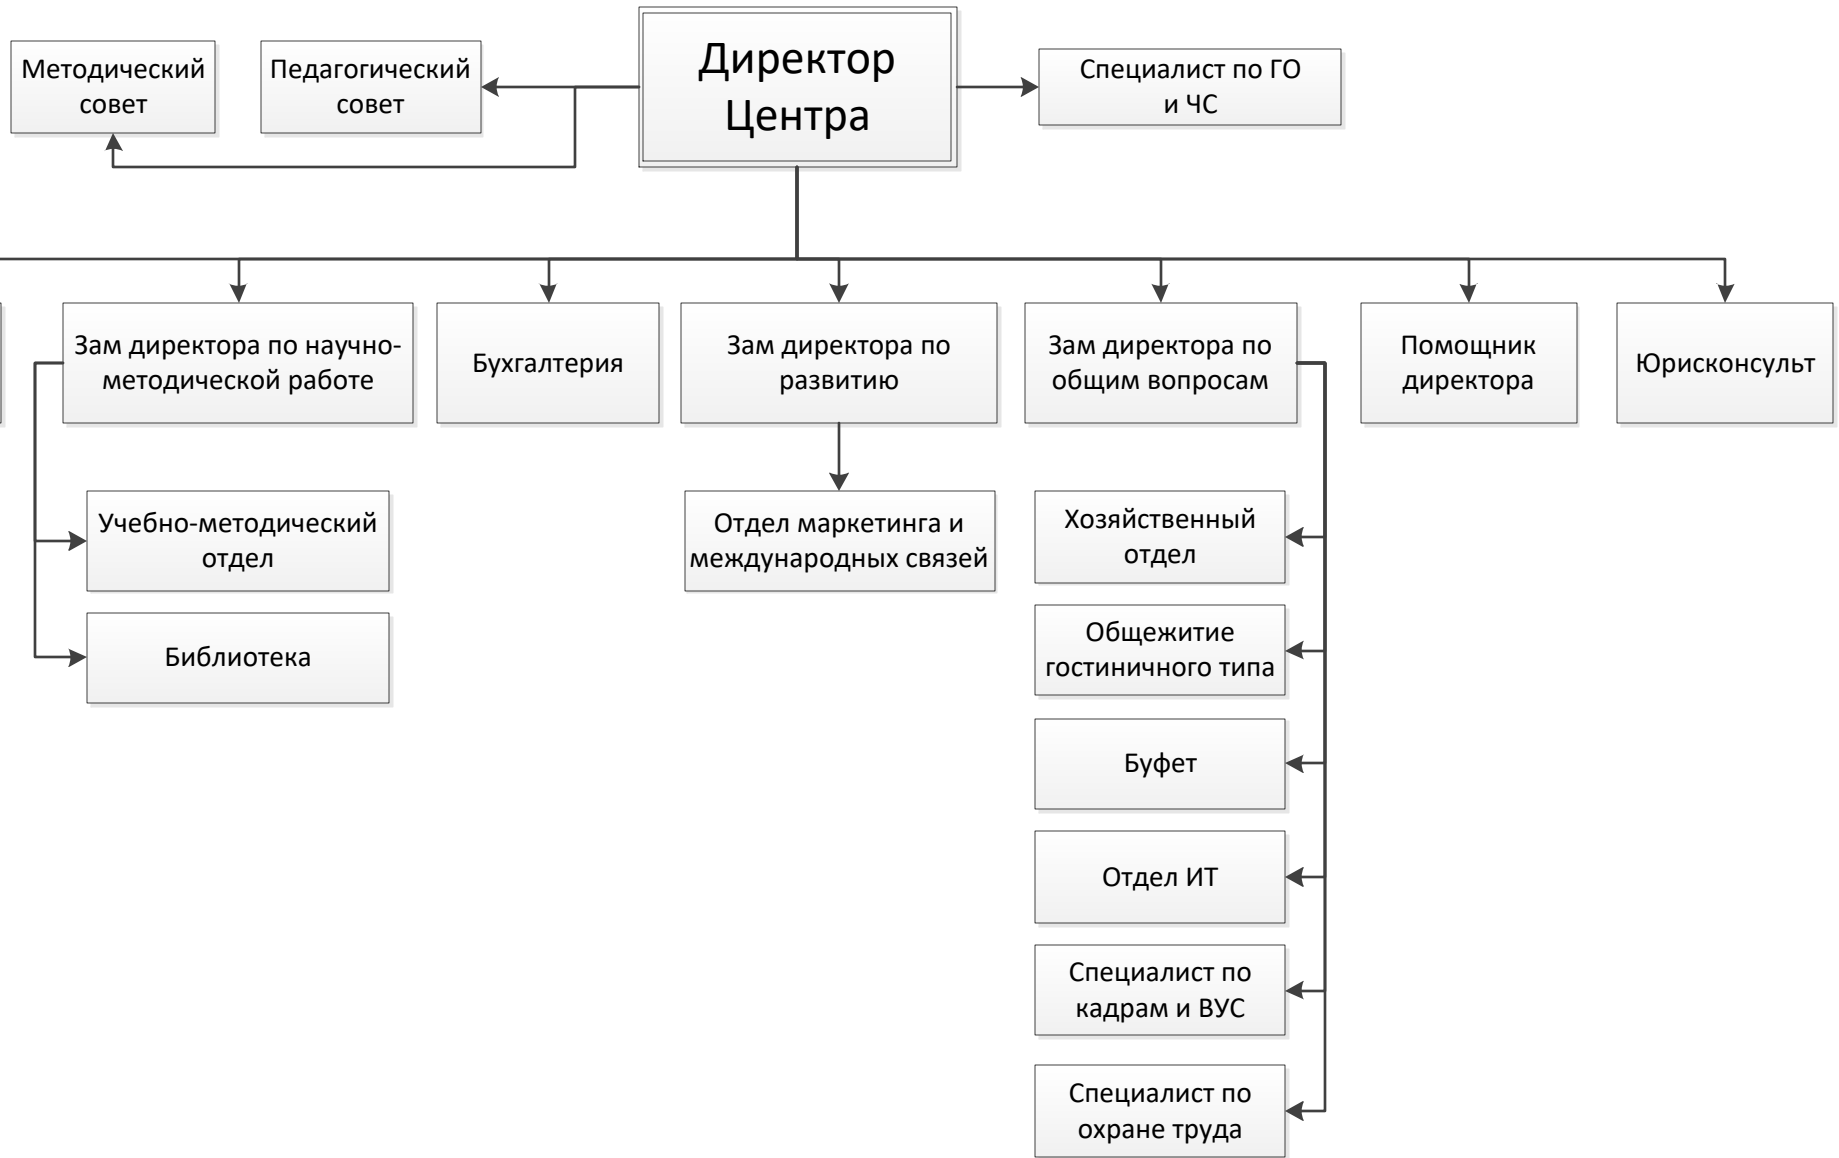 Методический
совет
Педагогический
совет
Директор
Центра
Специалист по ГО
и ЧС
Зам директора по научно-
методической работе
Бухгалтерия
Зам директора по
развитию
Зам директора по
общим вопросам
Помощник
директора
Юрисконсульт
Учебно-методический
отдел
Библиотека
Отдел маркетинга и
международных связей
Хозяйственный
отдел
Общежитие
гостиничного типа
Буфет
Отдел ИТ
Специалист по
кадрам и ВУС
Специалист по
охране труда